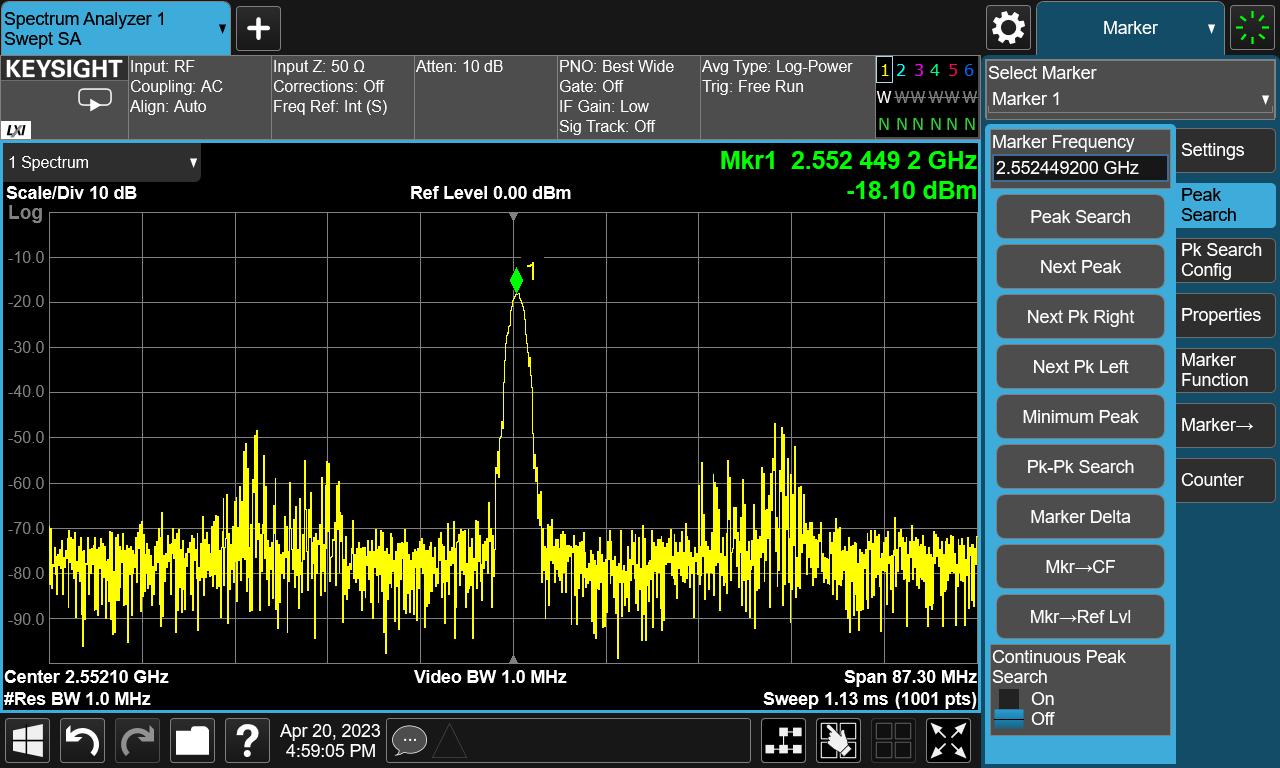 Spectrum Analyzer 1
Swept SA
+
Marker
KEYSIGHT
LXI
Input: RF
Coupling: AC
Align: Auto
Input Z: 50 Ω
Corrections: Off
Freq Ref: Int (S)
Atten: 10 dB
PNO: Best Wide
Gate: Off
IF Gain: Low
Sig Track: Off
Avg Type: Log-Power
Trig: Free Run
1 2 3 4 5 6
W W W W W W
N N N N N N
Select Marker
Marker 1
1 Spectrum
Mkr1 2.552 449 2 GHz
-18.10 dBm
Scale/Div 10 dB
Ref Level 0.00 dBm
Log
1
-10.0
-20.0
-30.0
-40.0
-50.0
-60.0
-70.0
-80.0
-90.0
Center 2.55210 GHz
Video BW 1.0 MHz
Span 87.30 MHz
#Res BW 1.0 MHz
Sweep 1.13 ms (1001 pts)
Marker Frequency
2.552449200 GHz
Peak Search
Next Peak
Next Pk Right
Next Pk Left
Minimum Peak
Pk-Pk Search
Marker Delta
Mkr→CF
Mkr→Ref Lvl
Continuous Peak
Search
On
Off
Settings
Peak
Search
Pk Search
Config
Properties
Marker
Function
Marker→
Counter
?
Apr 20, 2023
4:59:05 PM